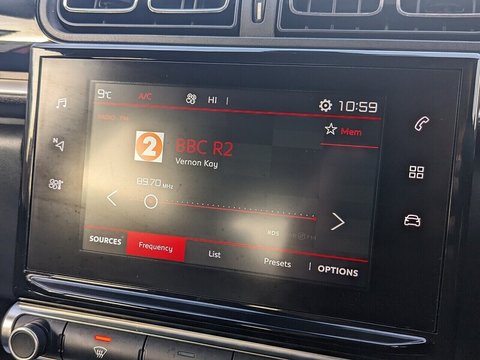 9°C A/C HI 10:59
RADIO FM
Mem
2 BBC R2
Vernon Kay
89.70 MHz
RDS
SOURCES Frequency List Presets OPTIONS